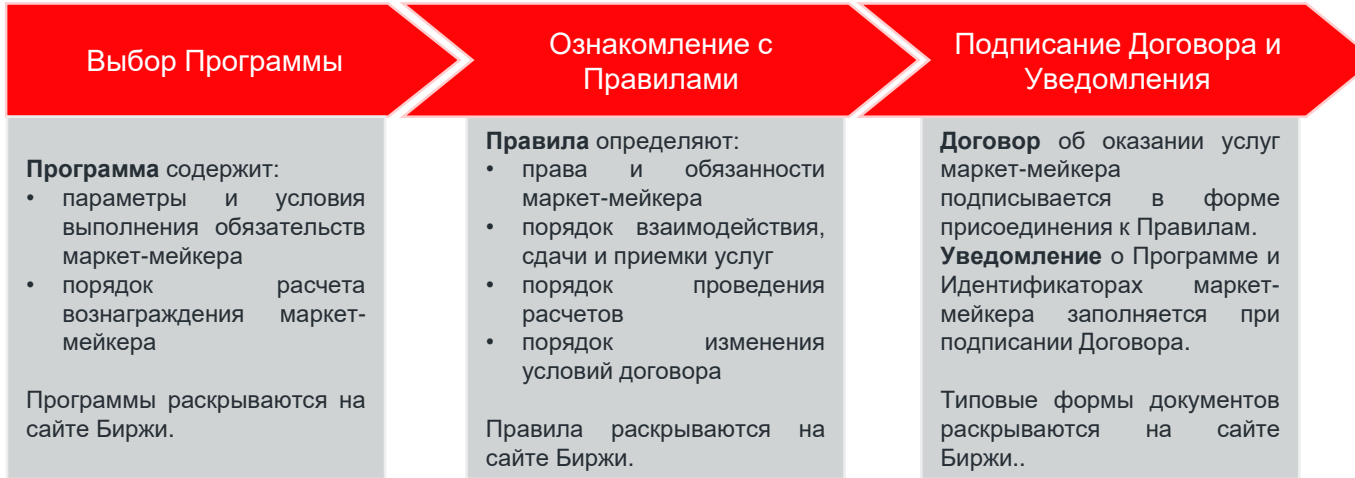 Выбор Программы
Ознакомление с
Правилами
Подписание Договора и
Уведомления
Программа содержит:
• параметры и условия
выполнения обязательств
маркет-мейкера
• порядок расчета
вознаграждения маркет-
мейкера
Программы раскрываются на
сайте Биржи.
Правила определяют:
• права и обязанности
маркет-мейкера
• порядок взаимодействия,
сдачи и приемки услуг
• порядок проведения
расчетов
• порядок изменения
условий договора
Правила раскрываются на
сайте Биржи.
Договор об оказании услуг
маркет-мейкера
подписывается в форме
присоединения к Правилам.
Уведомление о Программе и
Идентификаторах маркет-
мейкера заполняется при
подписании Договора.
Типовые формы документов
раскрываются на сайте
Биржи..